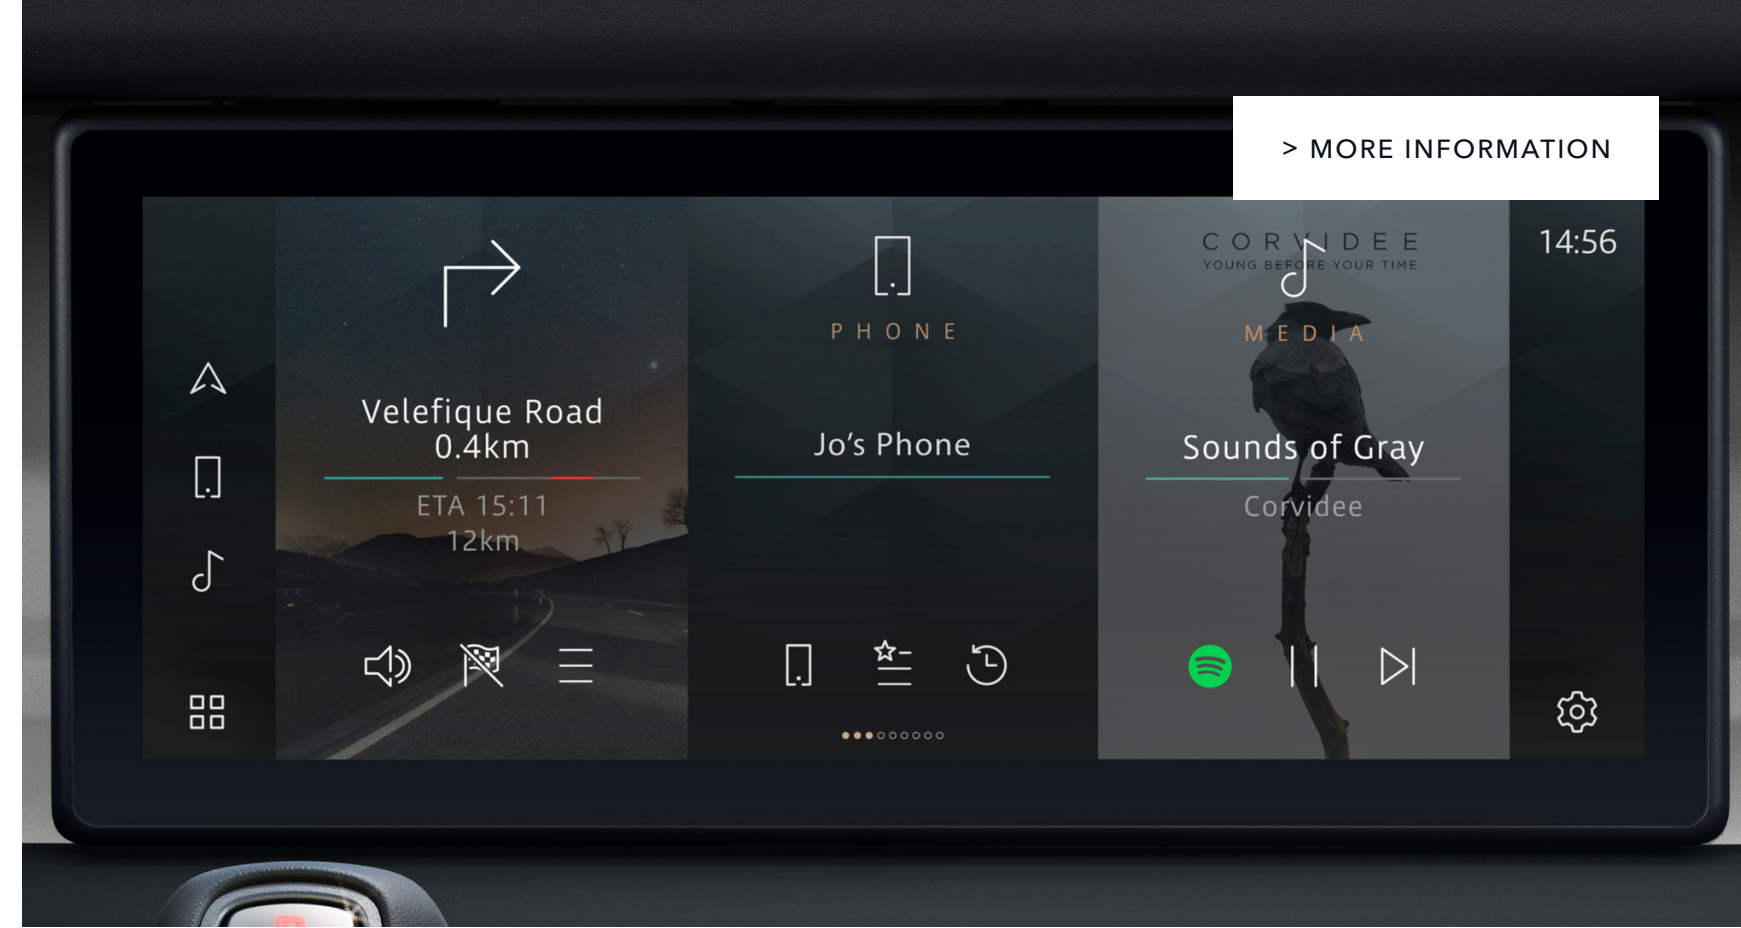 > MORE INFORMATION
14:56
Velefique Road
0.4km
ETA 15:11
12km
PHONE
Jo's Phone
CORVIDEE
YOUNG BEFORE YOUR TIME
MEDIA
Sounds of Gray
Corvidee